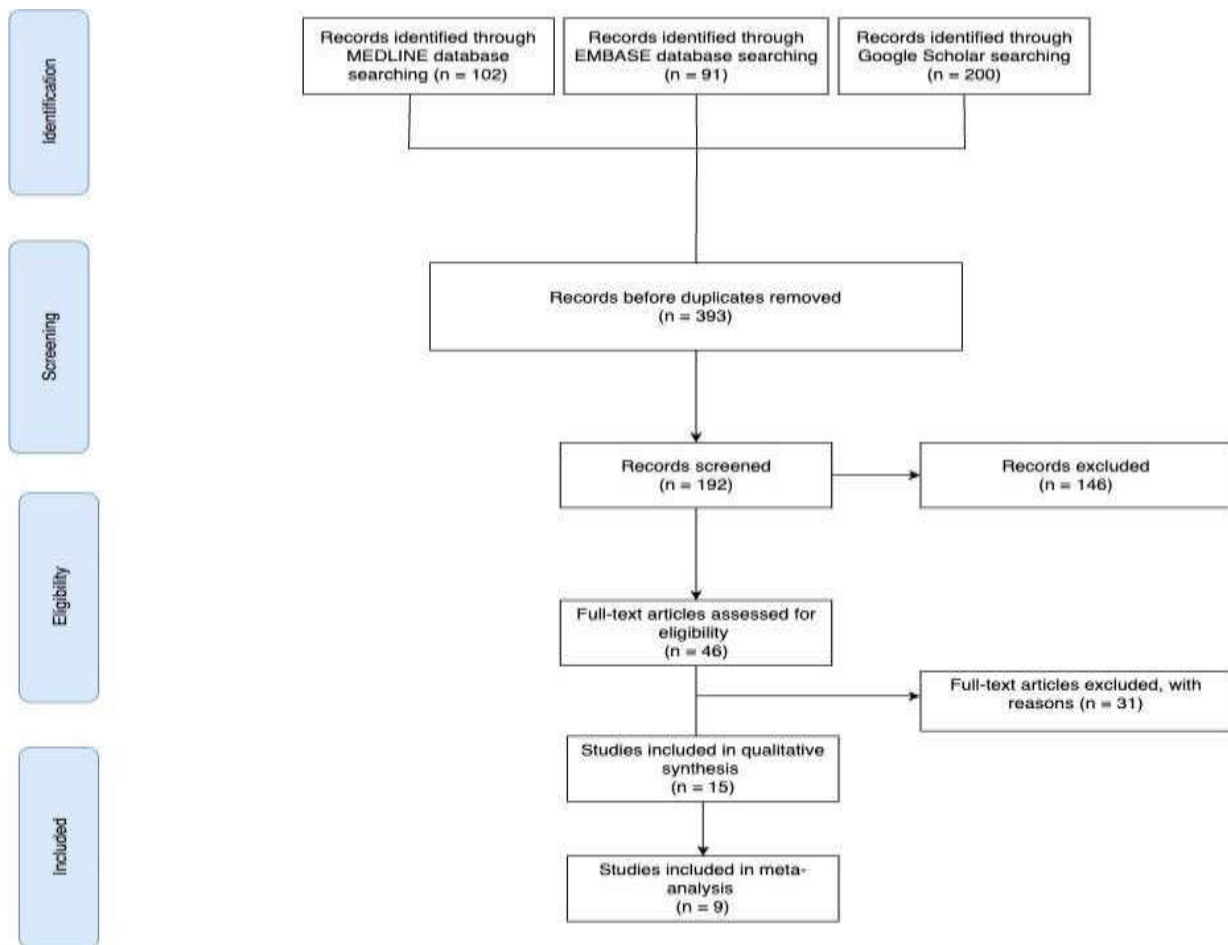 Identification
Records identified through
MEDLINE database
searching (n = 102)
Records identified through
EMBASE database searching
(n = 91)
Records identified through
Google Scholar searching
(n = 200)
Screening
Records before duplicates removed
(n = 393)
Records screened
(n = 192)
Records excluded
(n = 146)
Eligibility
Full-text articles assessed for
eligibility
(n = 46)
Full-text articles excluded, with
reasons (n = 31)
Included
Studies included in qualitative
synthesis
(n = 15)
Studies included in meta-
analysis
(n = 9)